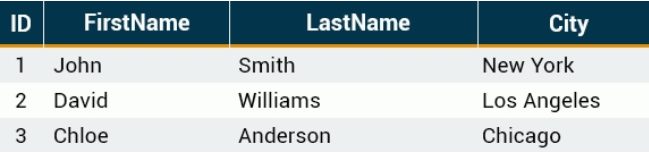 ID FirstName LastName City
1 John Smith New York
2 David Williams Los Angeles
3 Chloe Anderson Chicago